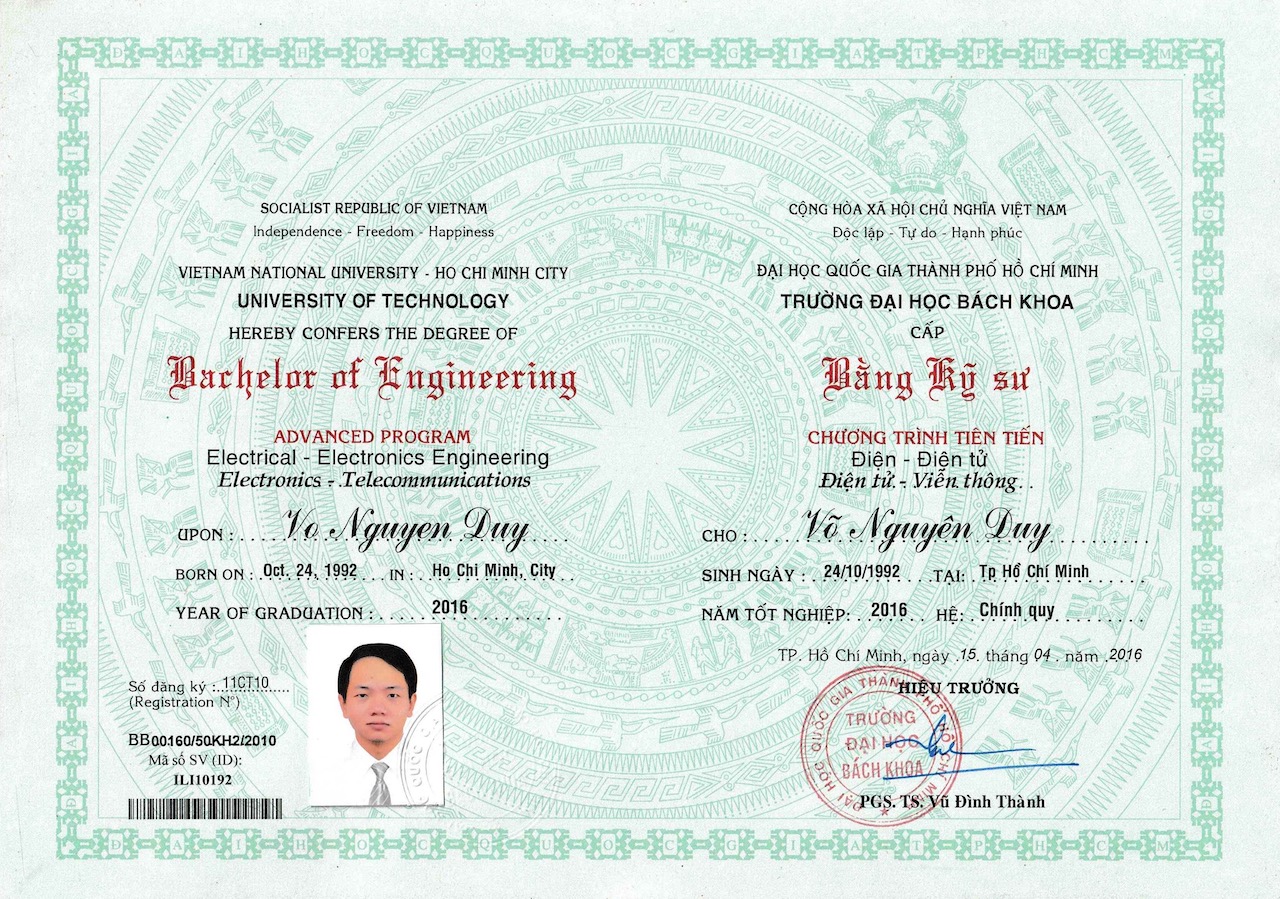 SOCIALIST REPUBLIC OF VIETNAM
Independence - Freedom - Happiness
VIETNAM NATIONAL UNIVERSITY - HO CHI MINH CITY
UNIVERSITY OF TECHNOLOGY
HEREBY CONFERS THE DEGREE OF
Bachelor of Engineering
ADVANCED PROGRAM
Electrical - Electronics Engineering
Electronics - Telecommunications
UPON : Vo Nguyen Duy
BORN ON : Oct. 24, 1992 IN : Ho Chi Minh, City
YEAR OF GRADUATION : 2016
Số đăng ký : 11CT10
(Registration N°)
BB00160/50KH2/2010
Mã số SV (ID):
ILI10192
CỘNG HÒA XÃ HỘI CHỦ NGHĨA VIỆT NAM
Độc lập - Tự do - Hạnh phúc
ĐẠI HỌC QUỐC GIA THÀNH PHỐ HỒ CHÍ MINH
TRƯỜNG ĐẠI HỌC BÁCH KHOA
CẤP
Bằng Kỹ sư
CHƯƠNG TRÌNH TIÊN TIẾN
Điện - Điện tử
Điện tử - Viễn thông
CHO : Võ Nguyên Duy
SINH NGÀY : 24/10/1992 TẠI: Tp Hồ Chí Minh
NĂM TỐT NGHIỆP: 2016 HỆ: Chính quy
TP. Hồ Chí Minh, ngày 15 tháng 04 năm 2016
HIỆU TRƯỞNG
ĐẠI HỌC QUỐC GIA THÀNH PHỐ HỒ CHÍ MINH
TRƯỜNG
ĐẠI HỌC
BÁCH KHOA
PGS. TS. Vũ Đình Thành